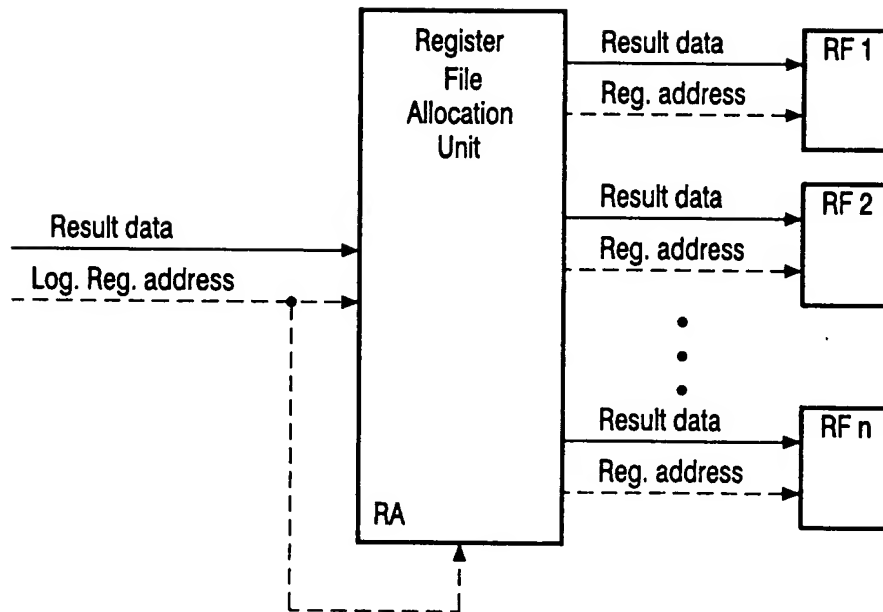 Register
File
Allocation
Unit
Result data
RF 1
Reg. address
Result data
RF 2
Reg. address
Result data
Log. Reg. address
Result data
RF n
Reg. address
RA